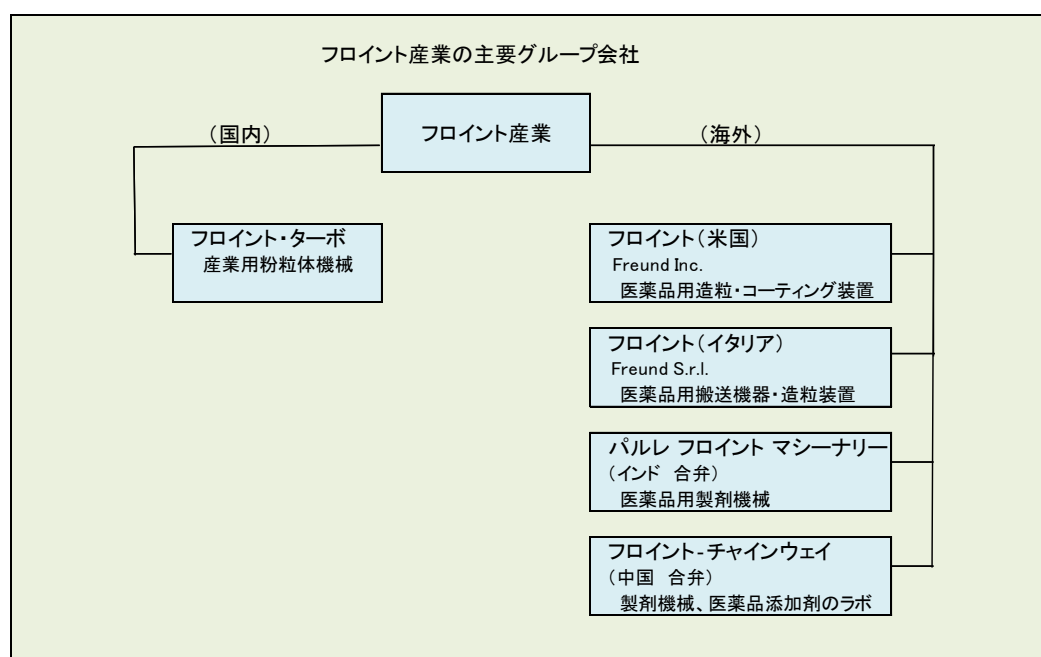 フロイント産業の主要グループ会社
フロイント産業
（国内）
（海外）
フロイント・ターボ
産業用粉粒体機械
フロイント（米国）
Freund Inc.
医薬品用造粒・コーティング装置
フロイント（イタリア）
Freund S.r.l.
医薬品用搬送機器・造粒装置
パルレ フロイント マシーナリー
（インド　合弁）
医薬品用製剤機械
フロイント-チャインウェイ
（中国　合弁）
製剤機械、医薬品添加剤のラボ